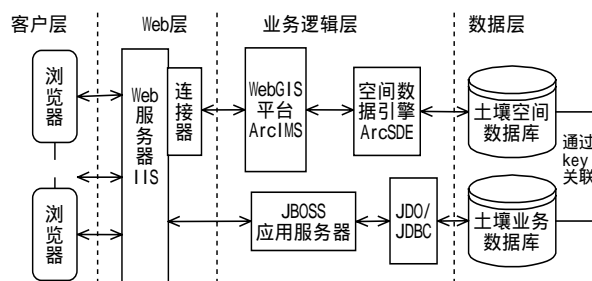 客户层
Web层
业务逻辑层
数据层
浏
览
器
Web
服
务
器
IIS
连
接
器
WebGIS
平台
ArcIMS
空间数
据引擎
ArcSDE
土壤空间
数据库
通过
key
关联
浏
览
器
JBOSS
应用服务器
JDO/
JDBC
土壤业务
数据库